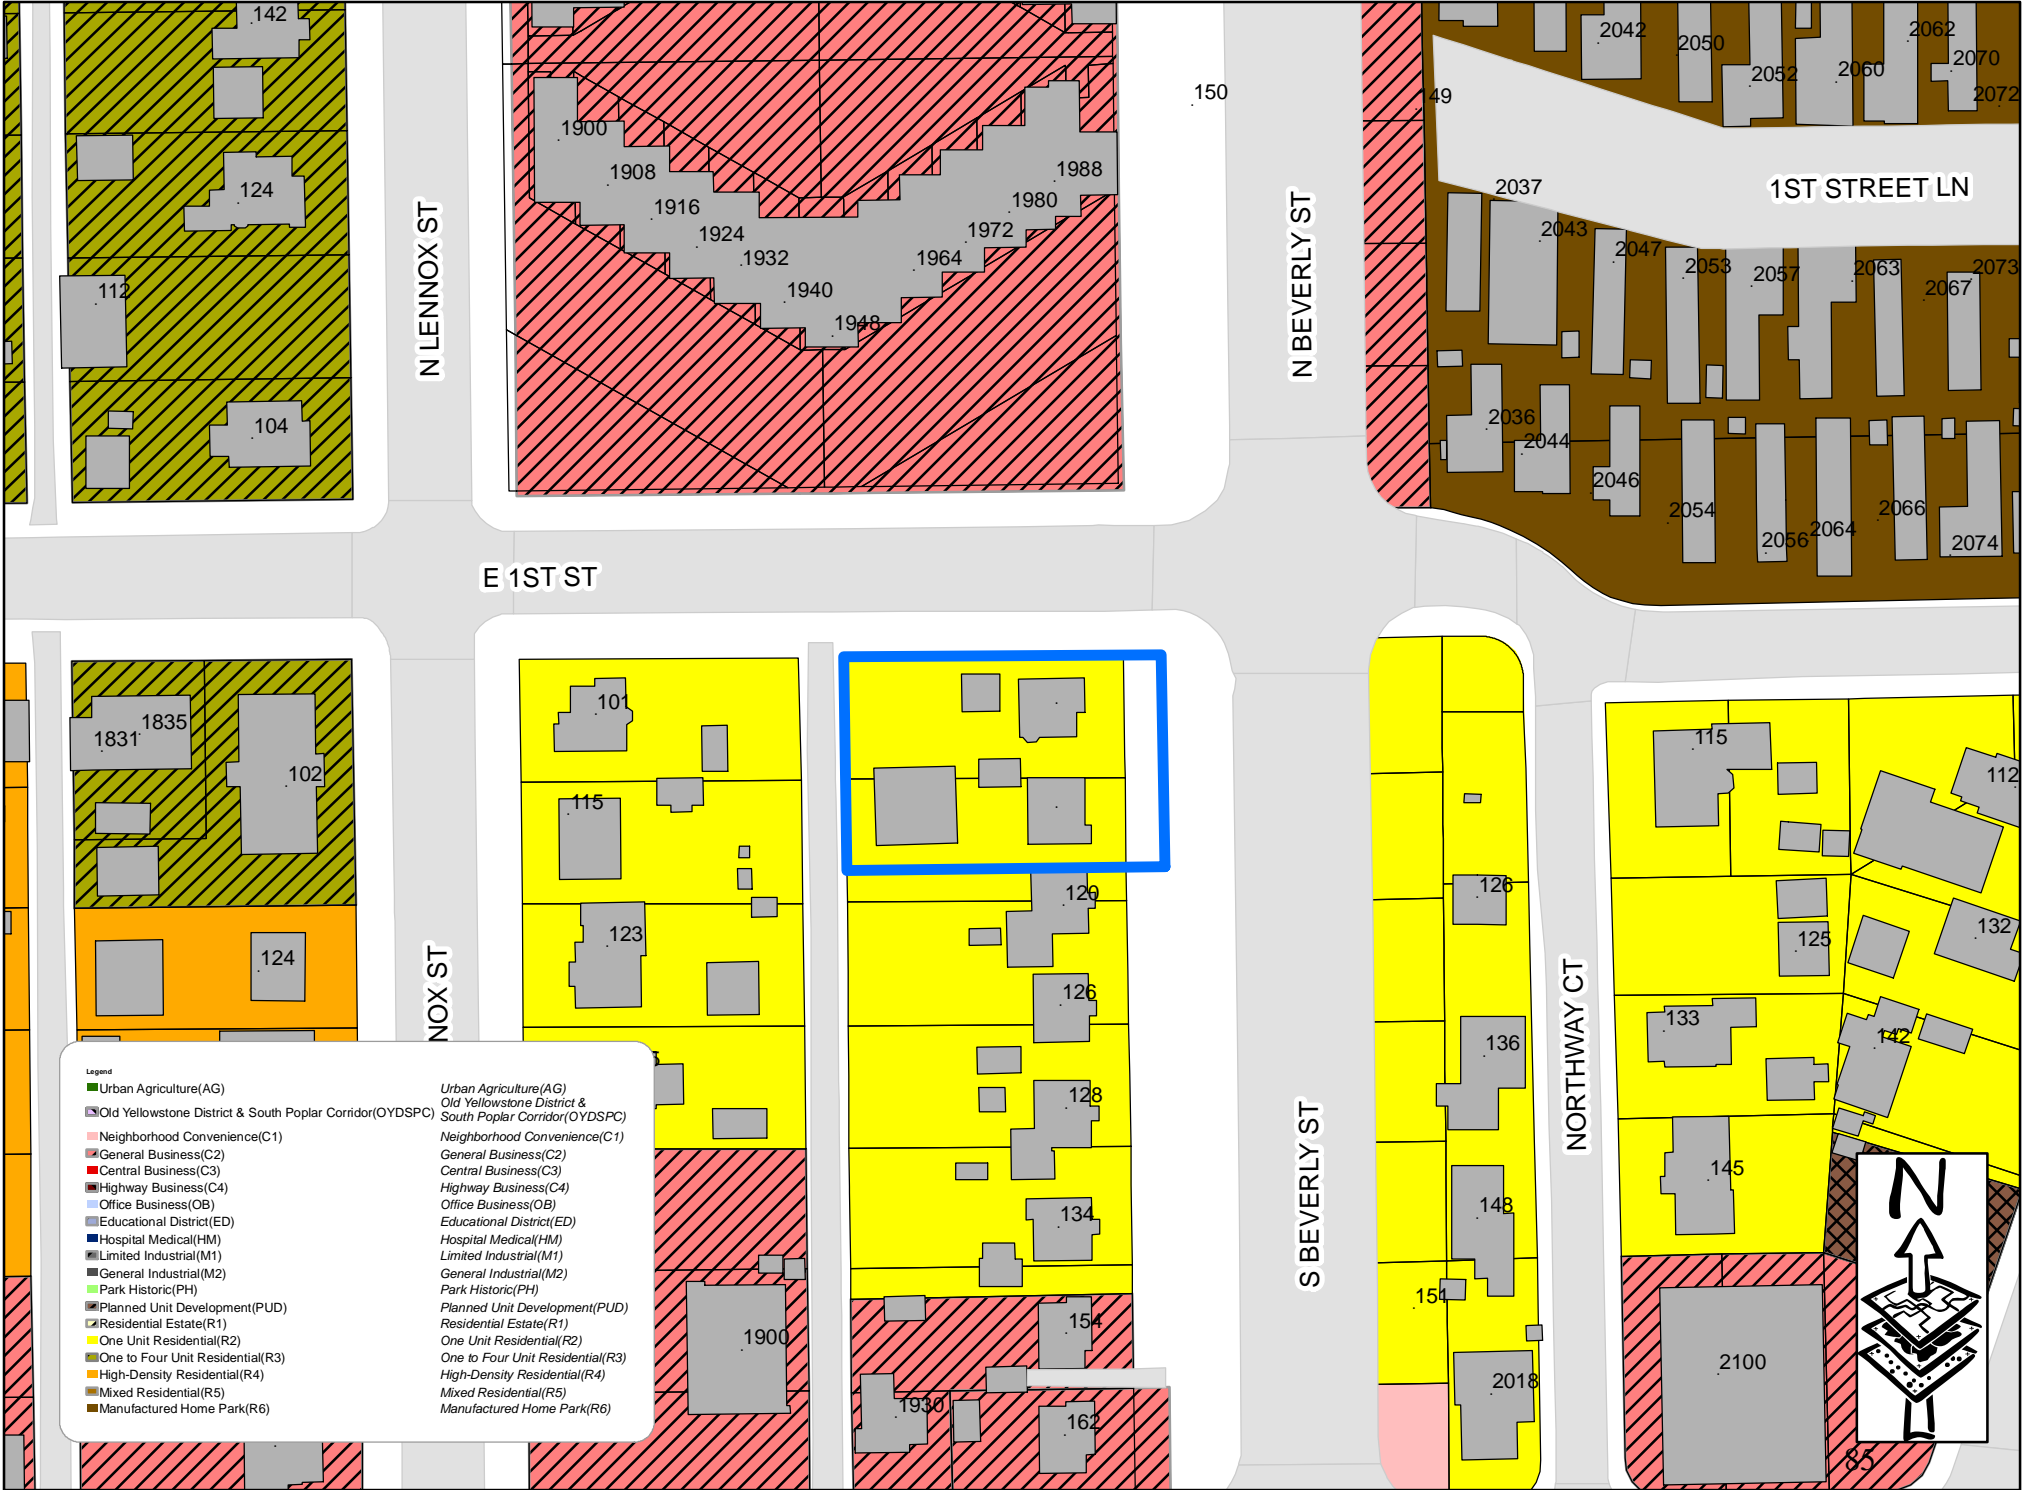 142
124
112
104
N LENNOX ST
1900
1908
1916
1924
1932
1940
1948
1964
1972
1980
1988
150
N BEVERLY ST
149
2042
2050
2052
2060
2062
2070
2072
1ST STREET LN
2037
2043
2047
2053
2057
2063
2067
2073
2036
2044
2046
2054
2056
2064
2066
2074
E 1ST ST
1831
1835
102
101
115
123
124
NOX ST
120
126
128
134
154
162
1930
1900
S BEVERLY ST
126
136
148
151
2018
NORTHWAY CT
115
112
125
132
133
142
145
2100
Legend
Urban Agriculture(AG)
Old Yellowstone District & South Poplar Corridor(OYDSPC)
Neighborhood Convenience(C1)
General Business(C2)
Central Business(C3)
Highway Business(C4)
Office Business(OB)
Educational District(ED)
Hospital Medical(HM)
Limited Industrial(M1)
General Industrial(M2)
Park Historic(PH)
Planned Unit Development(PUD)
Residential Estate(R1)
One Unit Residential(R2)
One to Four Unit Residential(R3)
High-Density Residential(R4)
Mixed Residential(R5)
Manufactured Home Park(R6)
Urban Agriculture(AG)
Old Yellowstone District &
South Poplar Corridor(OYDSPC)
Neighborhood Convenience(C1)
General Business(C2)
Central Business(C3)
Highway Business(C4)
Office Business(OB)
Educational District(ED)
Hospital Medical(HM)
Limited Industrial(M1)
General Industrial(M2)
Park Historic(PH)
Planned Unit Development(PUD)
Residential Estate(R1)
One Unit Residential(R2)
One to Four Unit Residential(R3)
High-Density Residential(R4)
Mixed Residential(R5)
Manufactured Home Park(R6)
N
85